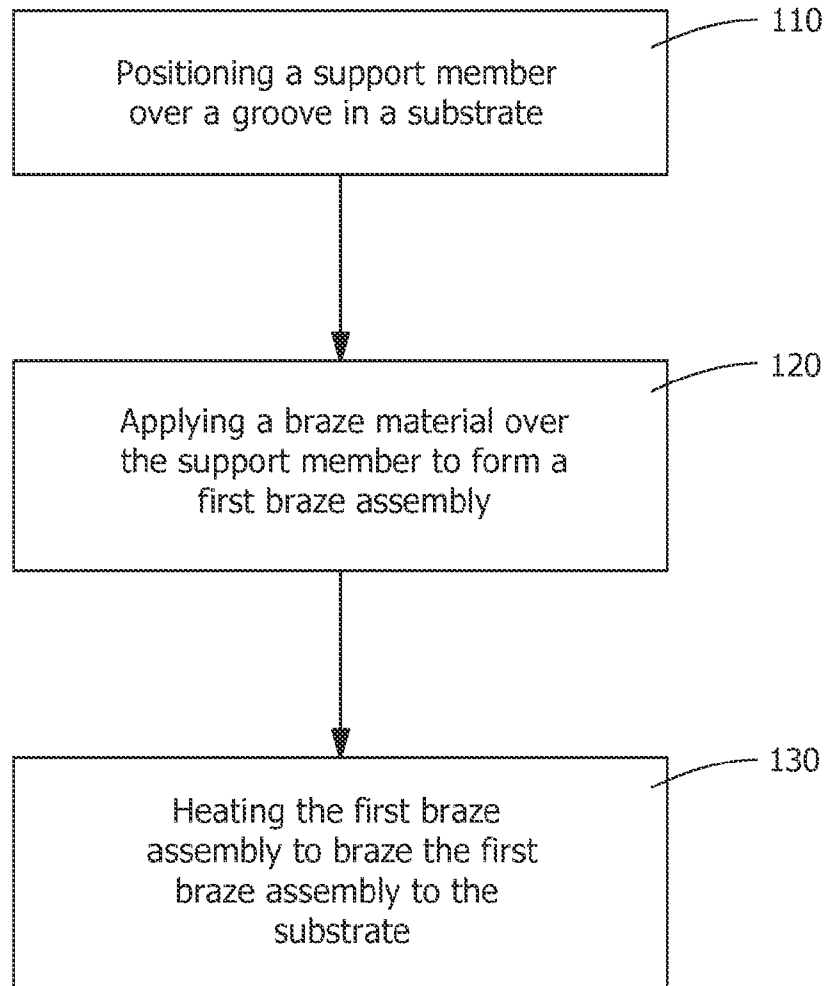 110
Positioning a support member
over a groove in a substrate
120
Applying a braze material over
the support member to form a
first braze assembly
130
Heating the first braze
assembly to braze the first
braze assembly to the
substrate